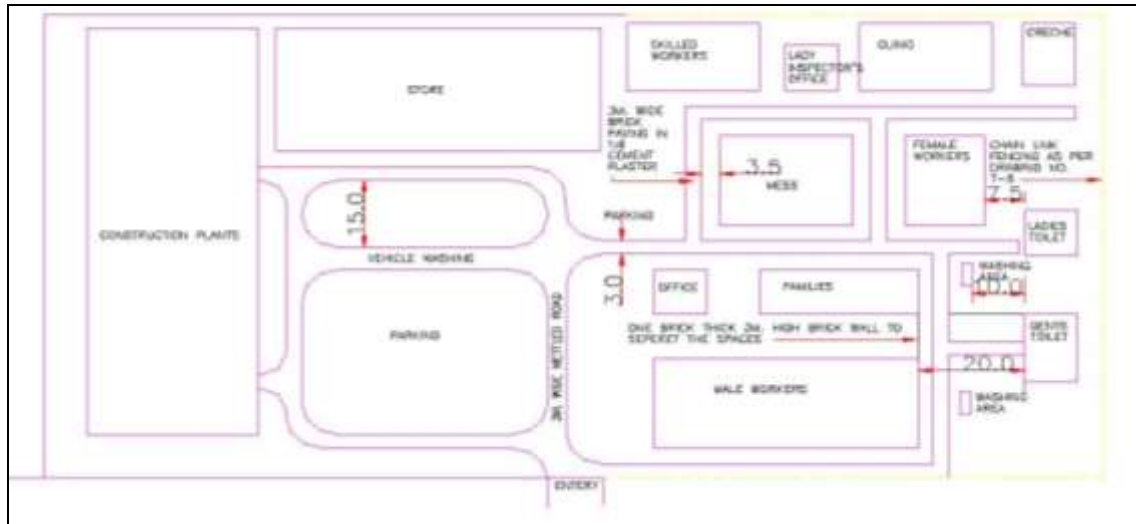 SKILLED
WORKERS
LADY
INSPECTOR'S
OFFICE
CLINIC
CRECHE
STORE
2M. WIDE
BRICK
PAVING IN
1:6
CEMENT
PLASTER
3.5
MESS
FEMALE
WORKERS
CHAIN LINK
FENCING AS PER
DRAWING NO.
7.5
15.0
PARKING
CONSTRUCTION PLANTS
VEHICLE WASHING
LADIES
TOILET
3.0
OFFICE
FAMILIES
WASHING
AREA
10.0
PARKING
ONE BRICK THICK 2M. HIGH BRICK WALL TO
SEPERET THE SPACES
GENTS
TOILET
20.0
WIDE METTLED ROAD
MALE WORKERS
WASHING
AREA
ENTERY